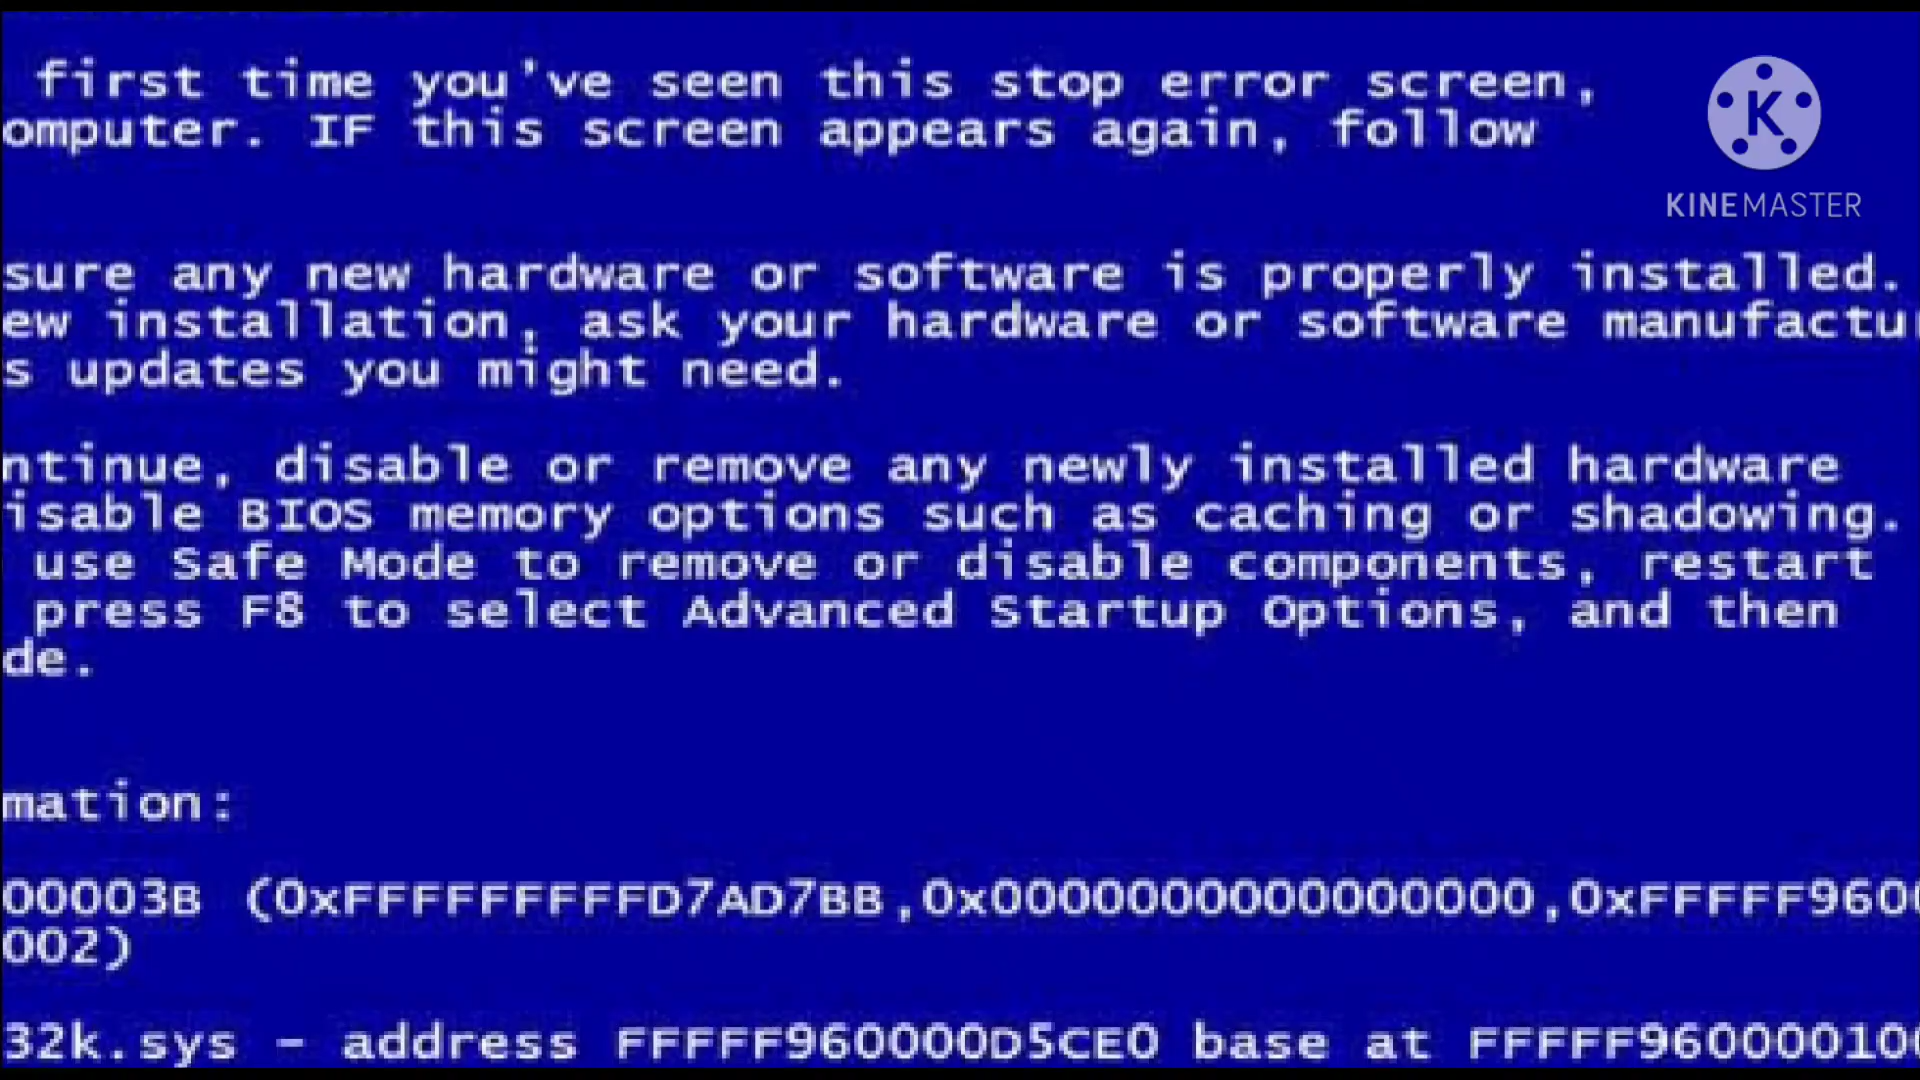 first time you've seen this stop error screen,
omputer. IF this screen appears again, follow
K
KINEMASTER
sure any new hardware or software is properly installed.
ew installation, ask your hardware or software manufactu
s updates you might need.
ntinue, disable or remove any newly installed hardware
isable BIOS memory options such as caching or shadowing.
use Safe Mode to remove or disable components, restart
press F8 to select Advanced Startup Options, and then
de.
mation:
00003B (0xFFFFFFFFFD7AD7BB,0x0000000000000000,0xFFFFF9600
002)
32k.sys - address FFFFF960000D5CE0 base at FFFFF96000010